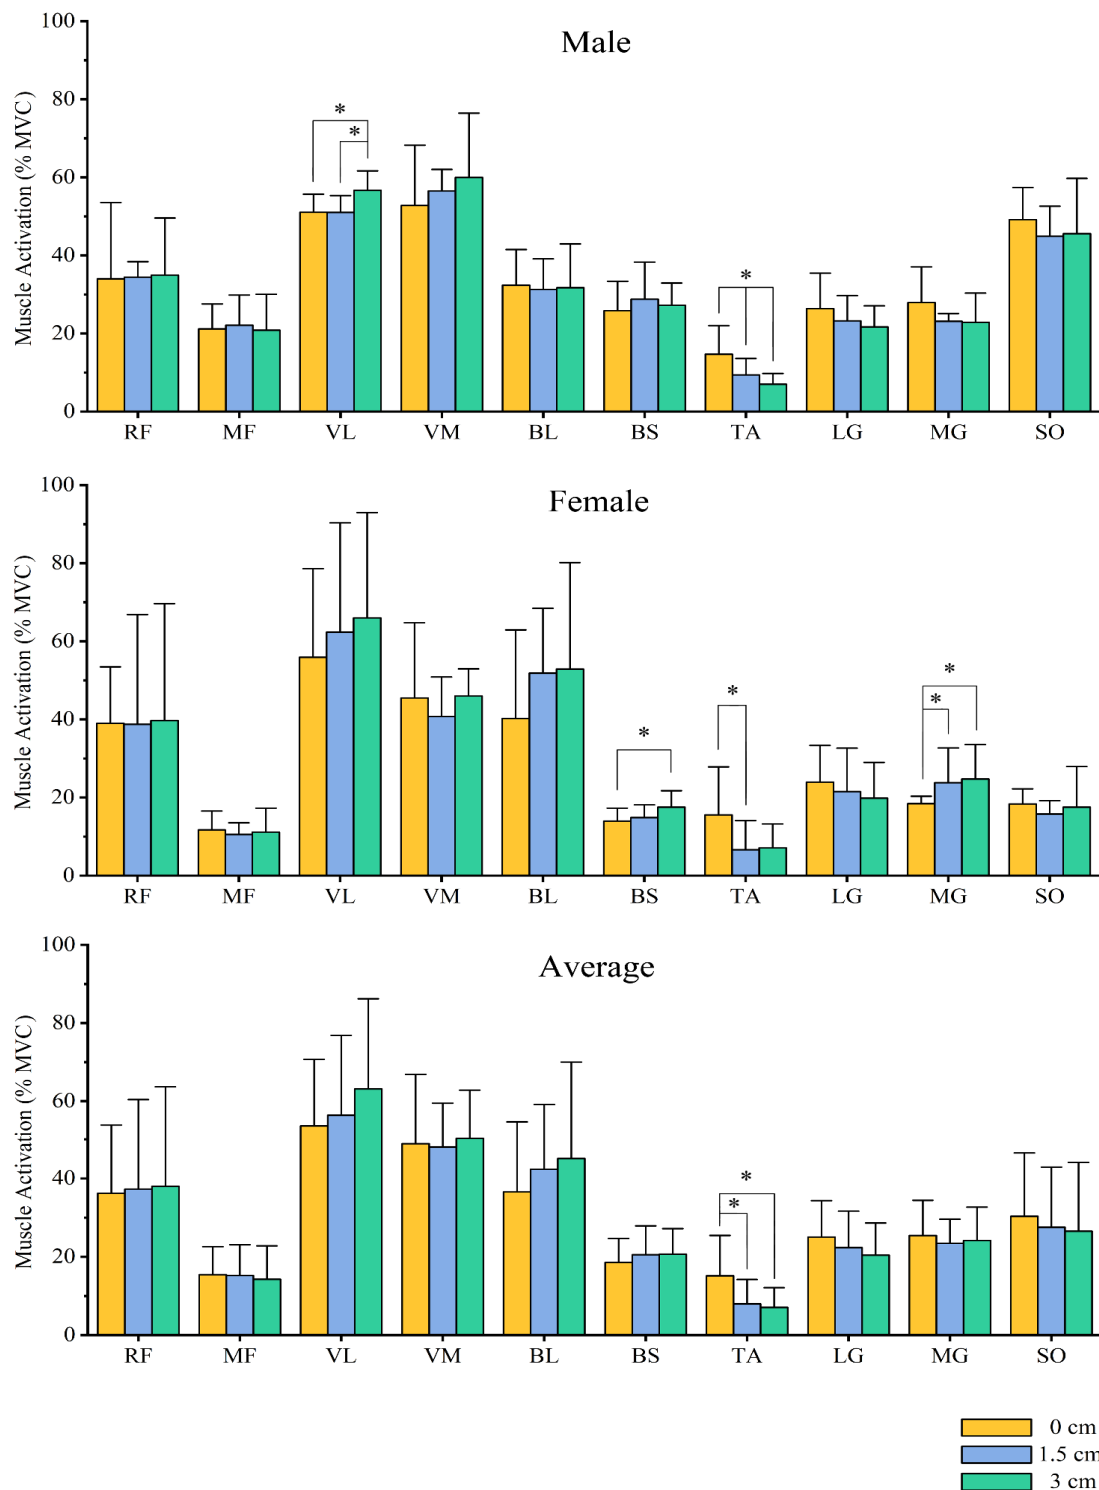 Male
Muscle Activation (% MVC)
100
80
60
40
20
0
* *
*
RF MF VL VM BL BS TA LG MG SO
Female
Muscle Activation (% MVC)
100
80
60
40
20
0
* * * *
*
RF MF VL VM BL BS TA LG MG SO
Average
Muscle Activation (% MVC)
100
80
60
40
20
0
*
*
RF MF VL VM BL BS TA LG MG SO
0 cm
1.5 cm
3 cm